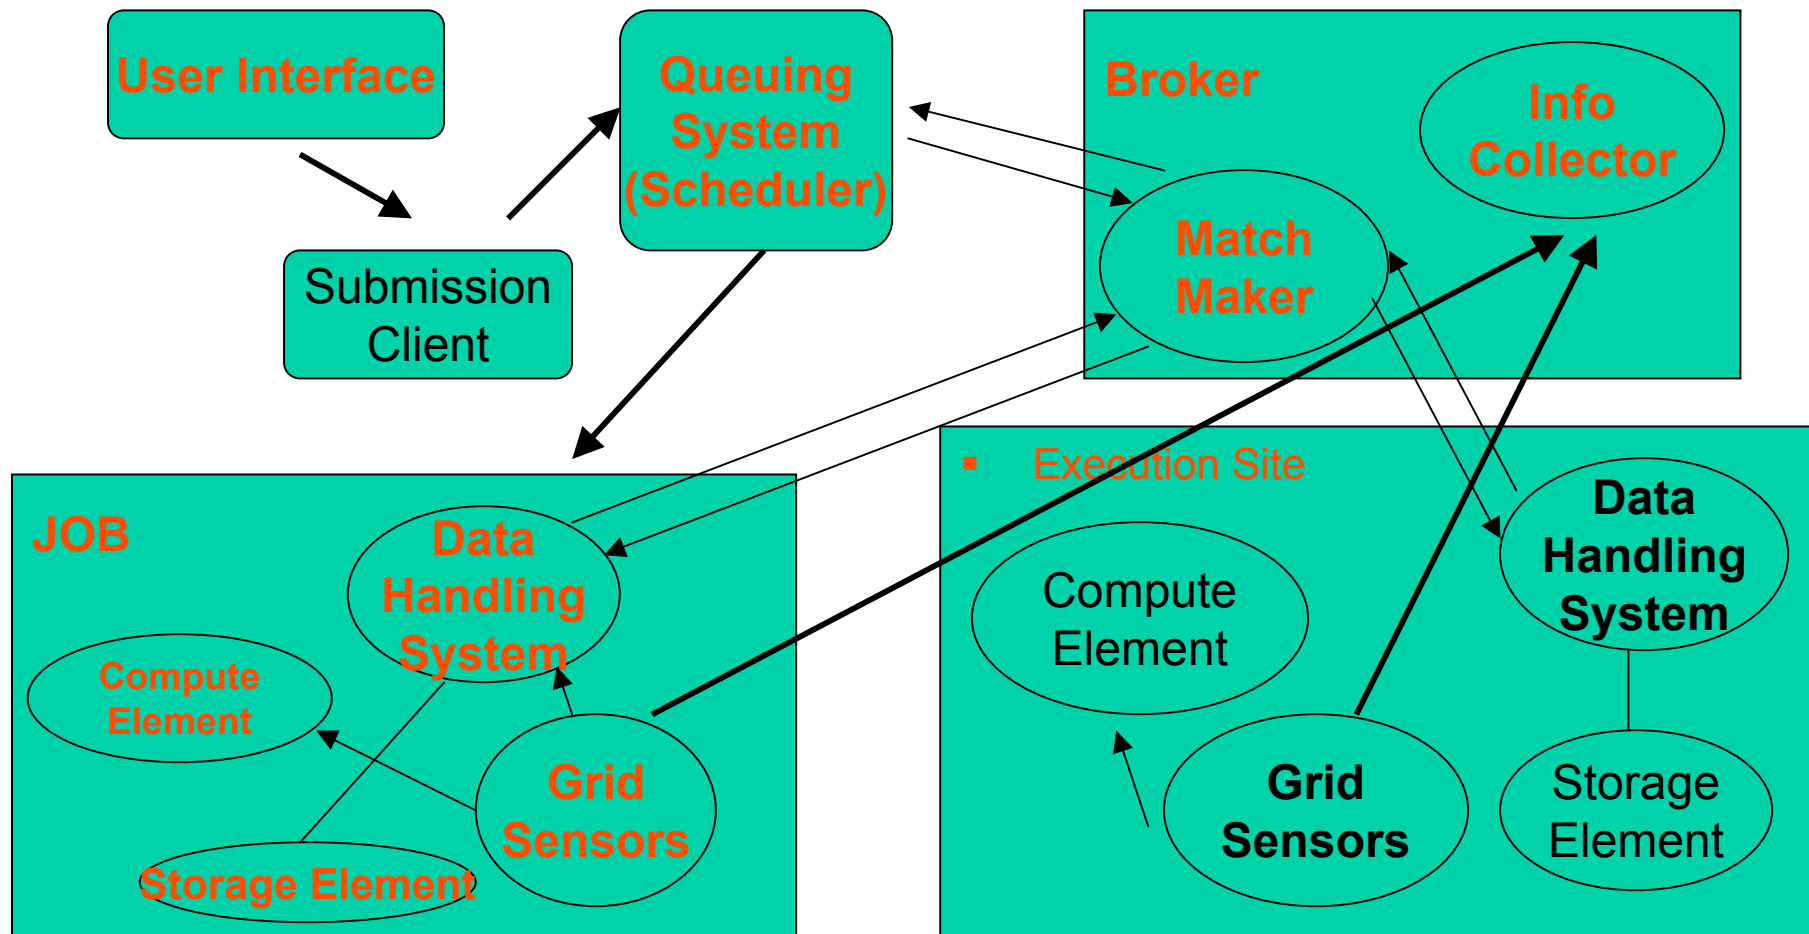 User Interface
Queuing
System
(Scheduler)
Submission
Client
Broker
Info
Collector
Match
Maker
JOB
Data
Handling
System
Compute
Element
Grid
Sensors
Storage Element
▪ Execution Site
Data
Handling
System
Compute
Element
Grid
Sensors
Storage
Element